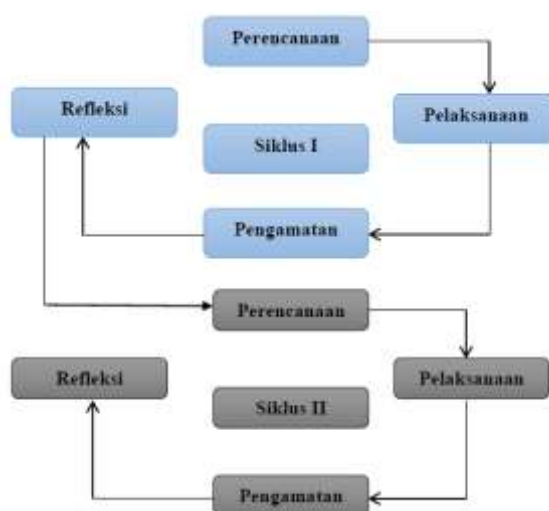 Perencanaan
Refleksi
Pelaksanaan
Siklus I
Pengamatan
Perencanaan
Refleksi
Pelaksanaan
Siklus II
Pengamatan